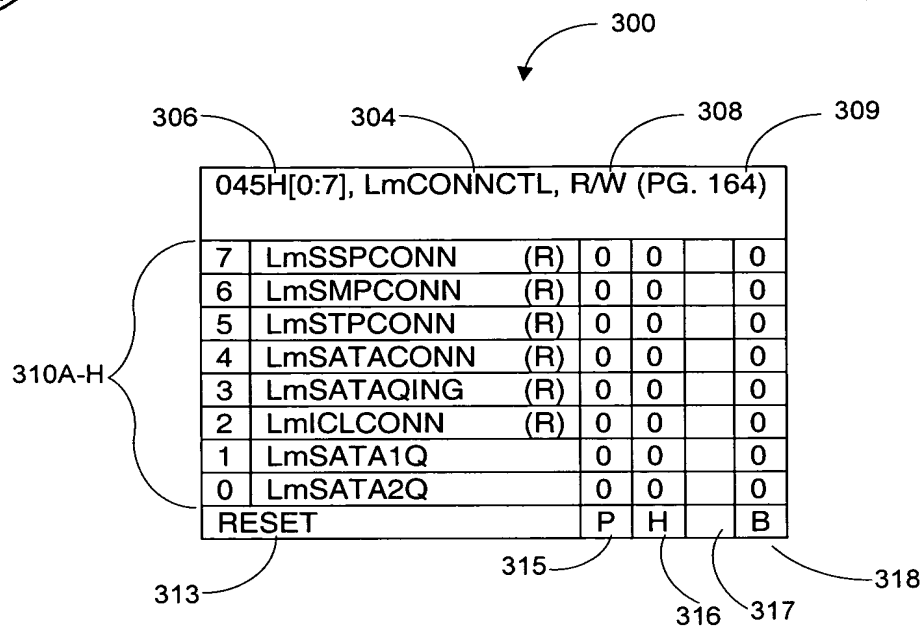 300
306 304 308 309
045H[0:7], LmCONNCTL, R/W (PG. 164)
7 LmSSPCONN (R) 0 0 0
6 LmSMPCONN (R) 0 0 0
5 LmSTPCONN (R) 0 0 0
4 LmSATACONN (R) 0 0 0
310A-H
3 LmSATAQING (R) 0 0 0
2 LmICLCONN (R) 0 0 0
1 LmSATA1Q 0 0 0
0 LmSATA2Q 0 0 0
RESET P H B
313 315 316 317 318